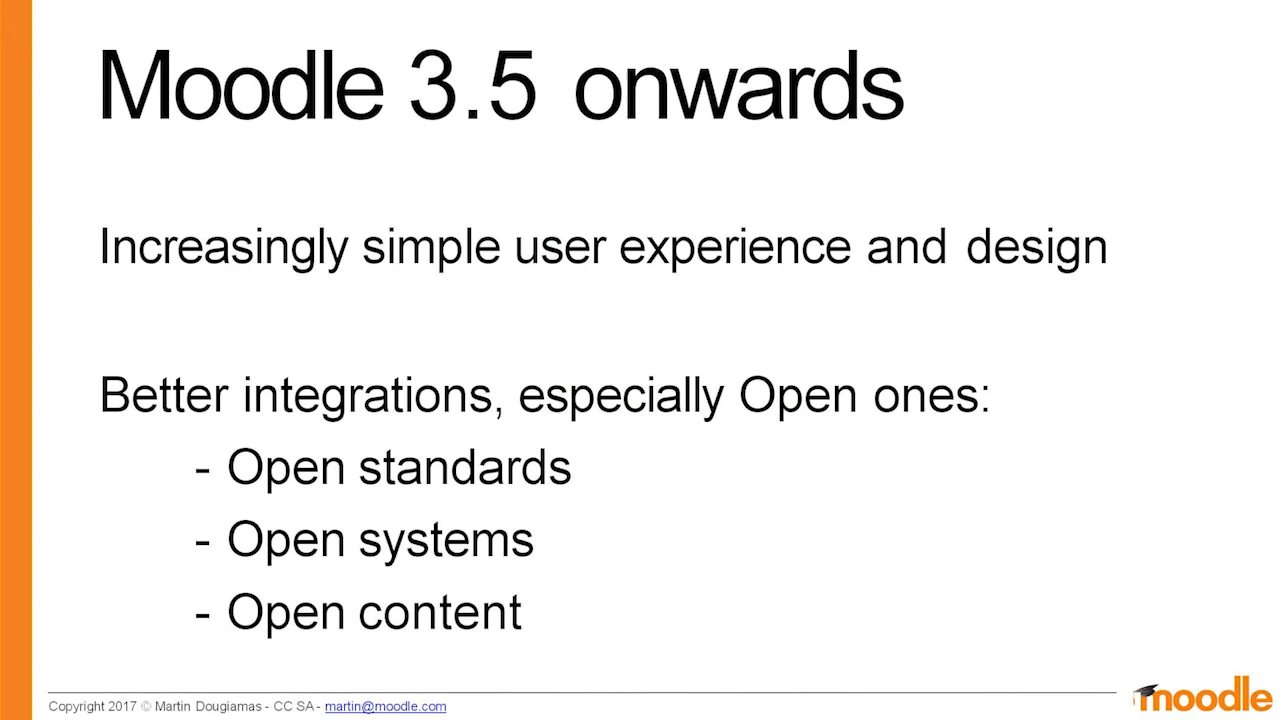 Moodle 3.5 onwards
Increasingly simple user experience and design
Better integrations, especially Open ones:
- Open standards
- Open systems
- Open content
Copyright 2017 © Martin Dougiamas - CC SA - martin@moodle.com
moodle